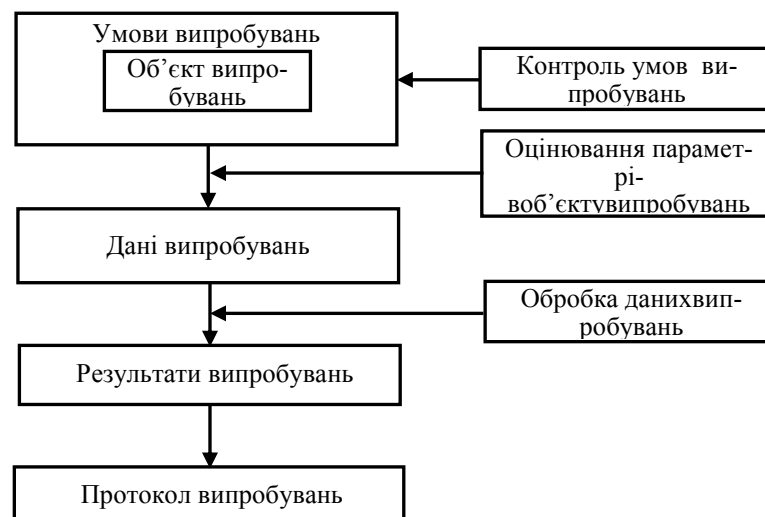 Умови випробувань
Об’єкт випро-
бувань
Контроль умов ви-
пробувань
Оцінювання парамет-
рі-
воб’єктувипробувань
Дані випробувань
Обробка данихвип-
робувань
Результати випробувань
Протокол випробувань